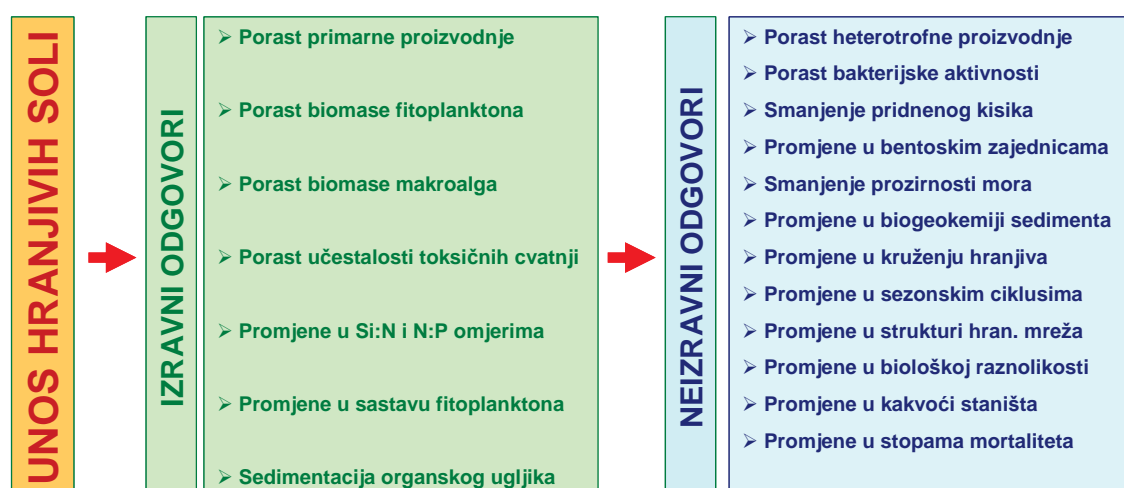 UNOS HRANJIVIH SOLI
IZRAVNI ODGOVORI
➢ Porast primarne proizvodnje
➢ Porast biomase fitoplanktona
➢ Porast biomase makroalga
➢ Porast učestalosti toksičnih cvatnji
➢ Promjene u Si:N i N:P omjerima
➢ Promjene u sastavu fitoplanktona
➢ Sedimentacija organskog ugljika
NEIZRAVNI ODGOVORI
➢ Porast heterotrofne proizvodnje
➢ Porast bakterijske aktivnosti
➢ Smanjenje pridnenog kisika
➢ Promjene u bentoskim zajednicama
➢ Smanjenje prozirnosti mora
➢ Promjene u biogeokemiji sedimenta
➢ Promjene u kruženju hranjiva
➢ Promjene u sezonskim ciklusima
➢ Promjene u strukturi hran. mreža
➢ Promjene u biološkoj raznolikosti
➢ Promjene u kakvoći staništa
➢ Promjene u stopama mortaliteta